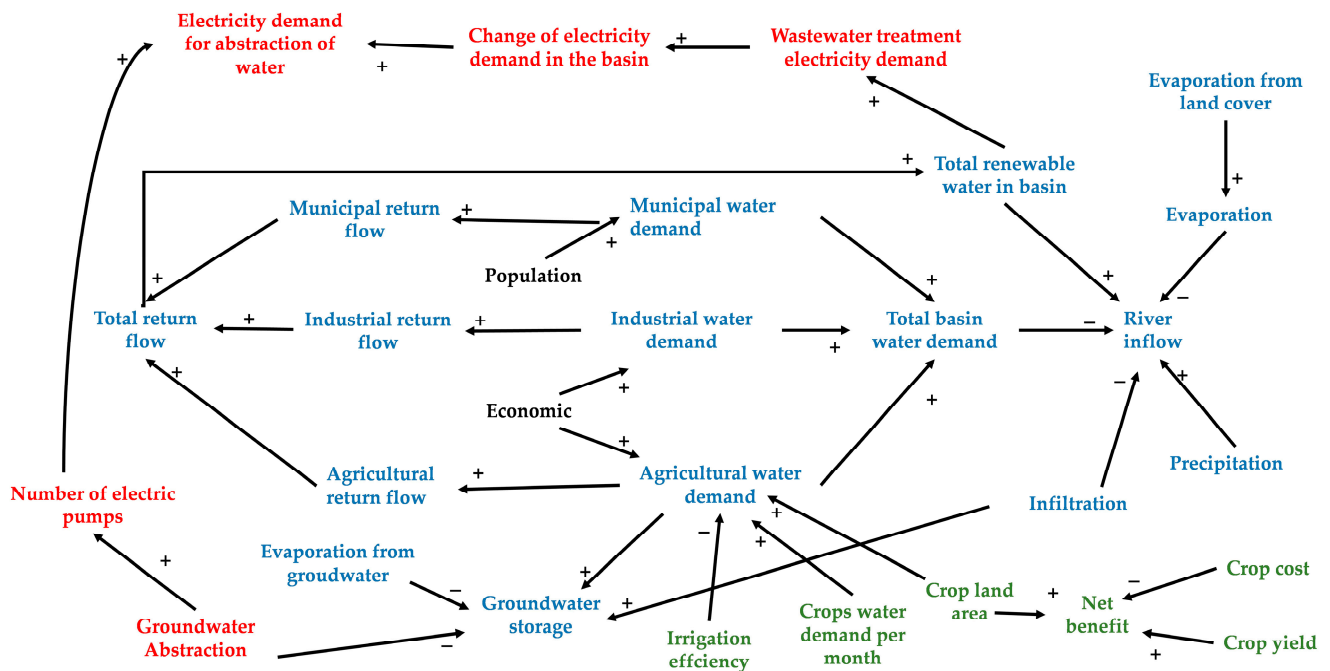 Electricity demand
for abstraction of
water
Change of electricity
demand in the basin
Wastewater treatment
electricity demand
Evaporation from
land cover
+
+
+
+
+
Total renewable
water in basin
+
Municipal return
flow
+
Municipal water
demand
+
Evaporation
Population
+
+
+
−
Total return
flow
+
Industrial return
flow
+
Industrial water
demand
+
Total basin
water demand
−
River
inflow
+
+
−
+
Economic
+
+
Agricultural
return flow
+
Agricultural water
demand
Precipitation
Number of electric
pumps
Infiltration
−
+
+
+
Evaporation from
groudwater
−
+
Groundwater
storage
+
Crop land
area
+
Net
benefit
−
Crop cost
Groundwater
Abstraction
−
Irrigation
effciency
Crops water
demand per
month
+
Crop yield